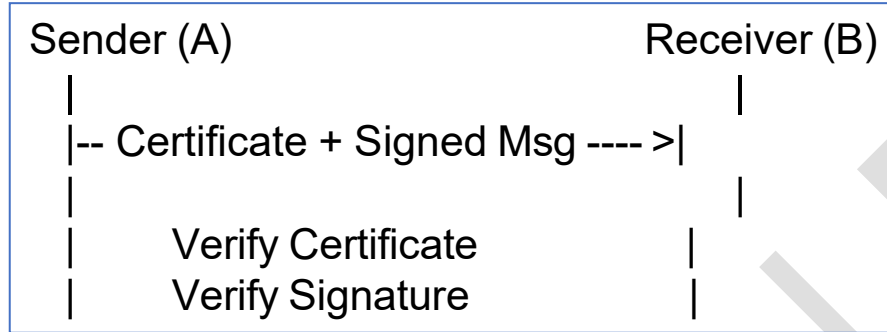 Sender (A) Receiver (B)
| |
|-- Certificate + Signed Msg ---- >|
| |
| Verify Certificate |
| Verify Signature |